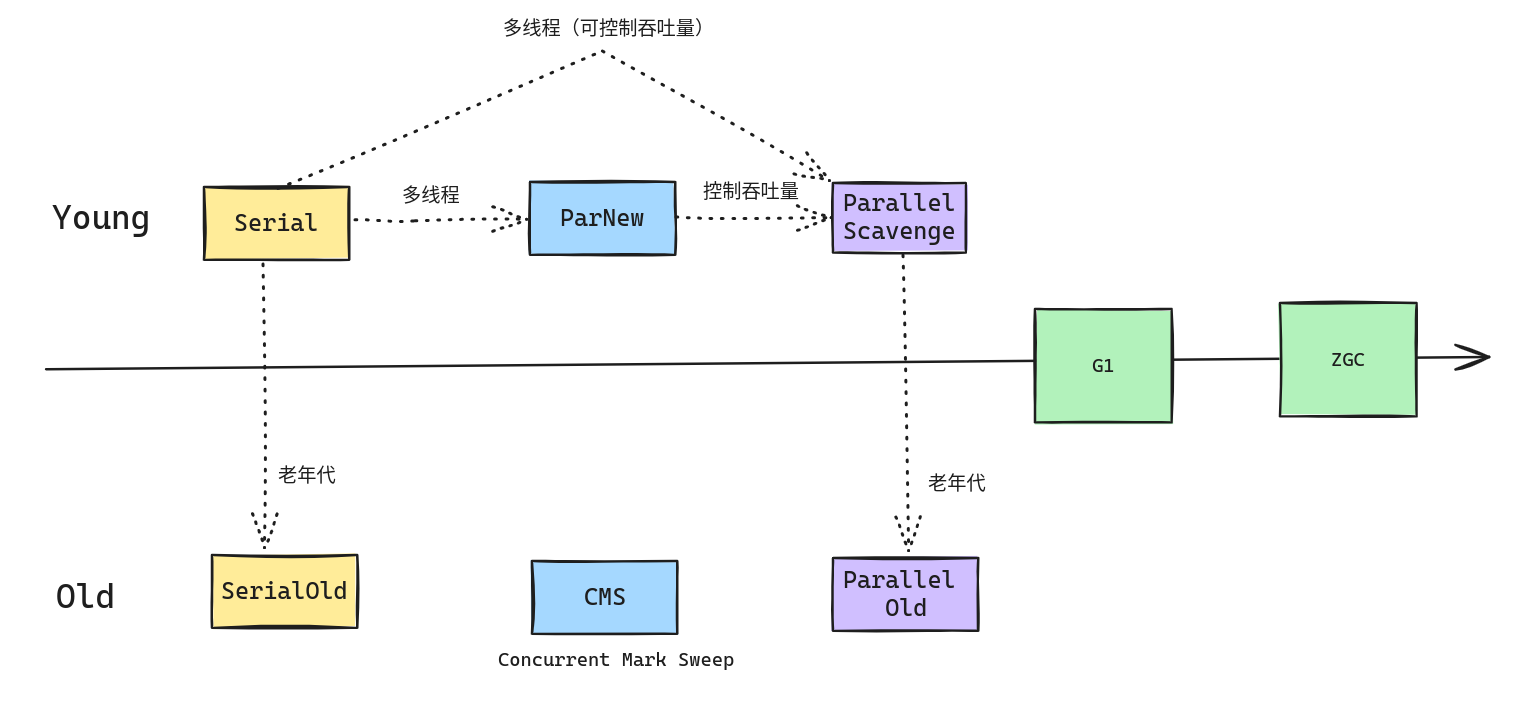 多线程（可控制吞吐量）
Young
Serial
多线程
ParNew
控制吞吐量
Parallel
Scavenge
G1
ZGC
老年代
老年代
Old
SerialOld
CMS
Parallel
Old
Concurrent Mark Sweep